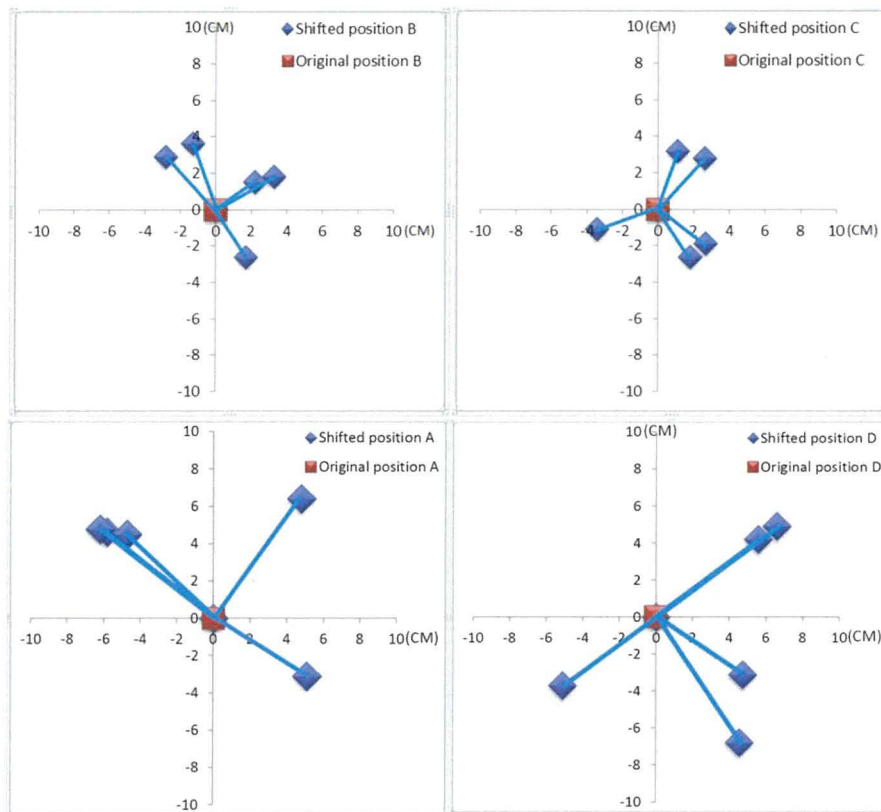 10
(CM)
Shifted position B
Original position B
8
6
4
2
0
-10 -8 -6 -4 -2 0 2 4 6 8 10 (CM)
-2
-4
-6
-8
-10
10
(CM)
Shifted position C
Original position C
8
6
4
2
0
-10 -8 -6 -4 -2 0 2 4 6 8 10 (CM)
-2
-4
-6
-8
-10
10
(CM)
Shifted position A
Original position A
8
6
4
2
0
-10 -8 -6 -4 -2 0 2 4 6 8 10 (CM)
-2
-4
-6
-8
-10
10
(CM)
Shifted position D
Original position D
8
6
4
2
0
-10 -8 -6 -4 -2 0 2 4 6 8 10 (CM)
-2
-4
-6
-8
-10